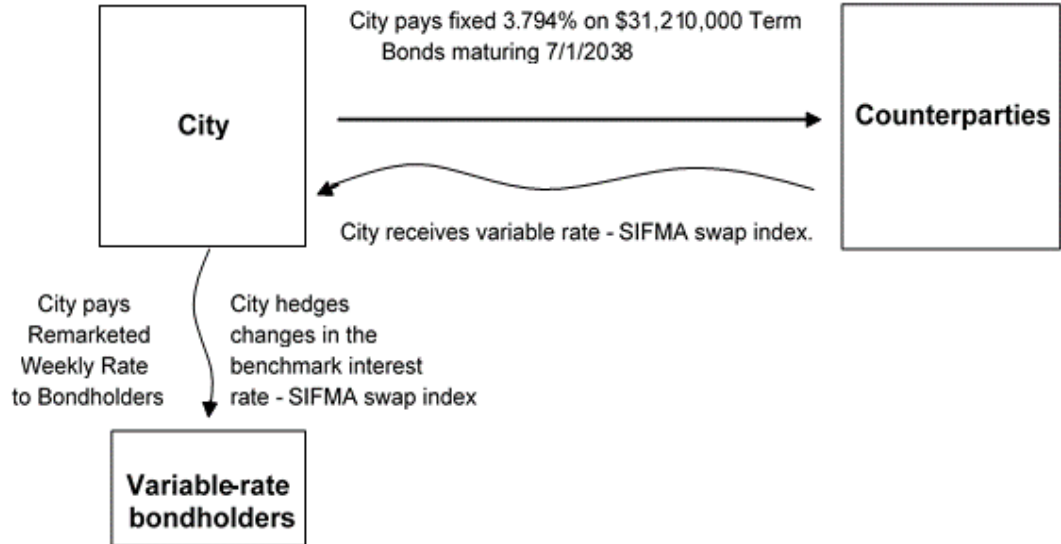 City pays fixed 3.794% on $31,210,000 Term
Bonds maturing 7/1/2038
City
Counterparties
City receives variable rate - SIFMA swap index.
City pays
Remarketed
Weekly Rate
to Bondholders
City hedges
changes in the
benchmark interest
rate - SIFMA swap index
Variable-rate
bondholders